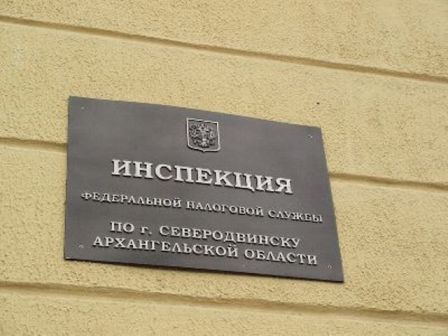 ИНСПЕКЦИЯ
ФЕДЕРАЛЬНОЙ НАЛОГОВОЙ СЛУЖБЫ
ПО г. СЕВЕРОДВИНСКУ
АРХАНГЕЛЬСКОЙ ОБЛАСТИ